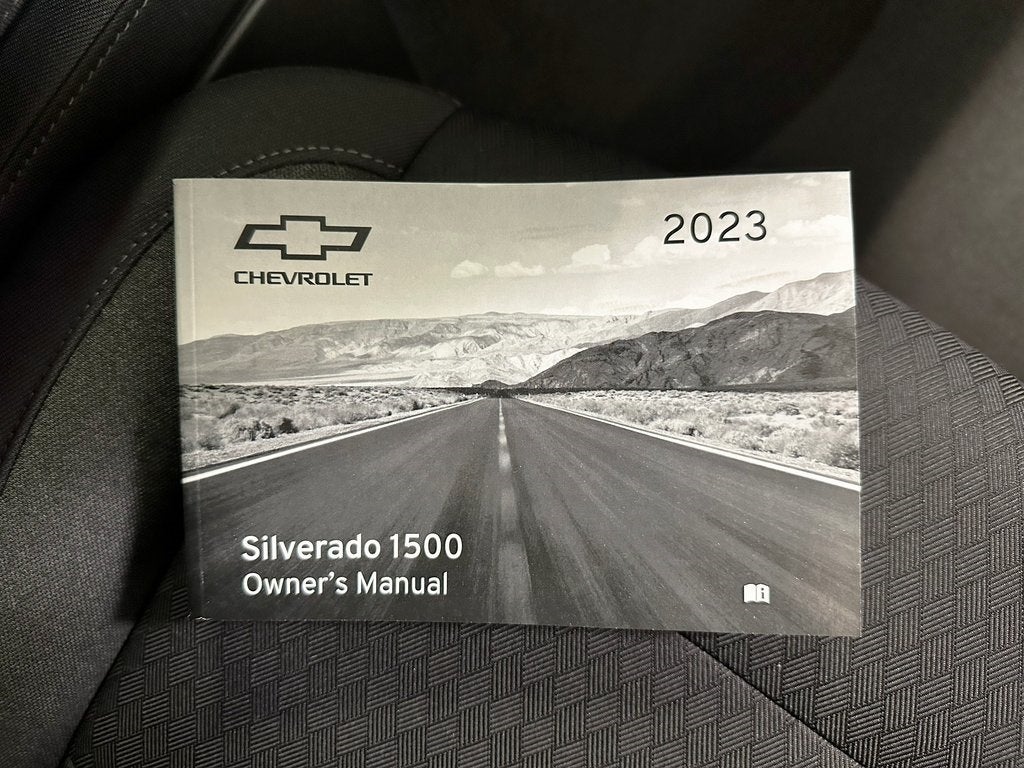 CHEVROLET
2023
Silverado 1500
Owner's Manual
i